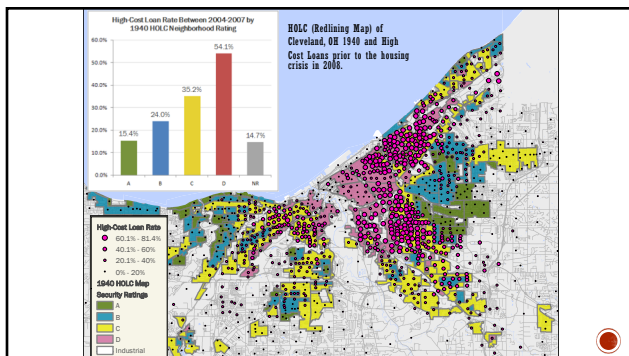 High-Cost Loan Rate Between 2004-2007 by
1940 HOLC Neighborhood Rating
60.0%
50.0%
40.0%
30.0%
20.0%
10.0%
0.0%
15.4%
24.0%
35.2%
54.1%
14.7%
A
B
C
D
NR
HOLC (Redlining Map) of
Cleveland, OH 1940 and High
Cost Loans prior to the housing
crisis in 2008.
High-Cost Loan Rate
60.1% - 81.4%
40.1% - 60%
20.1% - 40%
0% - 20%
1940 HOLC Map
Security Ratings
A
B
C
D
Industrial